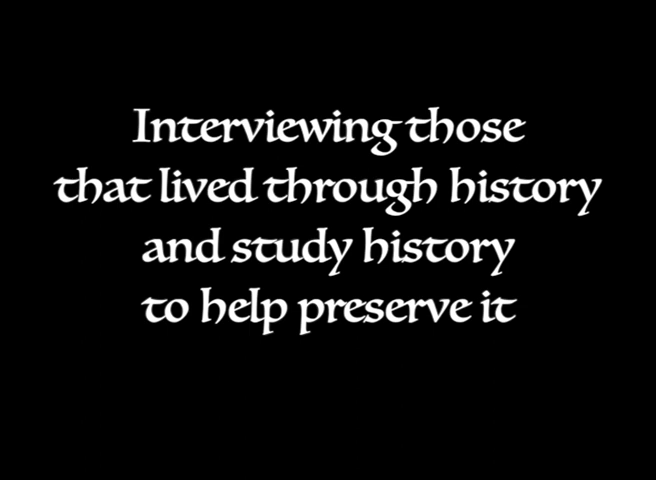 Interviewing those
that lived through history
and study history
to help preserve it